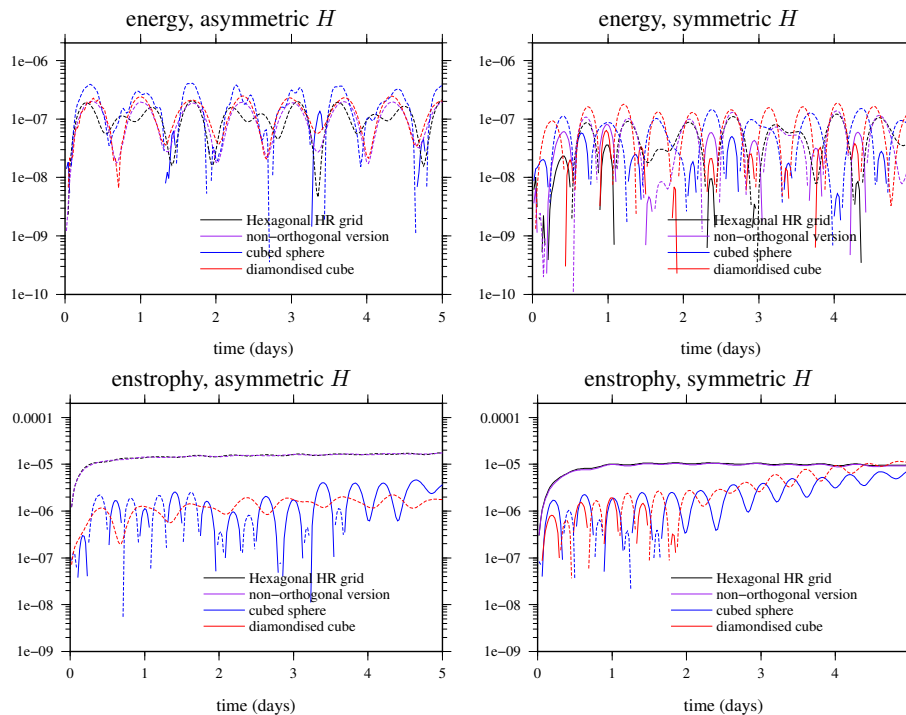 energy, asymmetric H
1e−06
1e−07
1e−08
1e−09
1e−10
Hexagonal HR grid
non−orthogonal version
cubed sphere
diamondised cube
0 1 2 3 4 5
time (days)
energy, symmetric H
1e−06
1e−07
1e−08
1e−09
1e−10
Hexagonal HR grid
non−orthogonal version
cubed sphere
diamondised cube
0 1 2 3 4
time (days)
enstrophy, asymmetric H
0.0001
1e−05
1e−06
1e−07
1e−08
1e−09
Hexagonal HR grid
non−orthogonal version
cubed sphere
diamondised cube
0 1 2 3 4 5
time (days)
enstrophy, symmetric H
0.0001
1e−05
1e−06
1e−07
1e−08
1e−09
Hexagonal HR grid
non−orthogonal version
cubed sphere
diamondised cube
0 1 2 3 4
time (days)